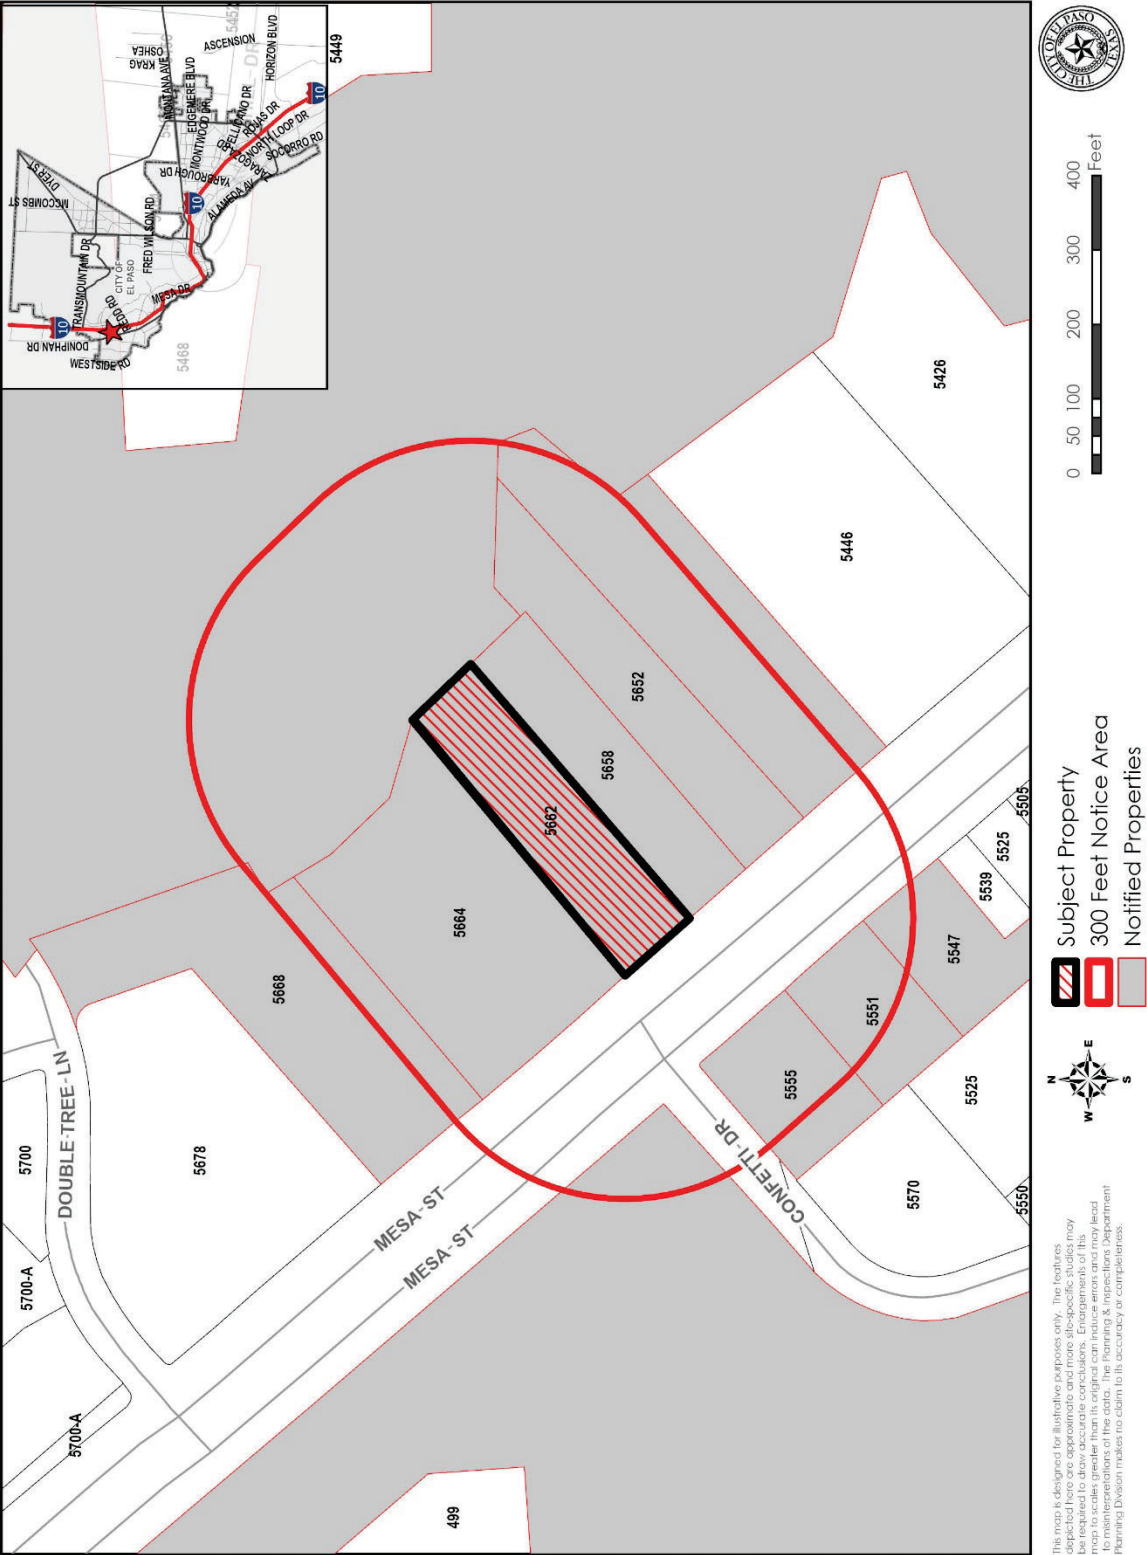 KRAG
OSHEA
ASCENSION
5452
HORIZON BLVD
5449
MONTANA AVE
EDGEMERE BLVD
MONTWOOD DR
PELLICANO DR
ROJAS DR
NORTH LOOP DR
ZARAGOZA RD
SOCORRO RD
YARBROUGH DR
ALAMEDA AV
10
10
DYER ST
MCCOMBS ST
FRED WILSON RD
TRANSMOUNTAIN DR
CITY OF
EL PASO
MESA DR
REDD RD
10
DONIPHAN DR
WESTSIDE RD
5468
5426
5446
5652
5658
5662
5664
5668
5505
5525
5539
5547
5551
5555
5525
5570
5550
5678
5700
5700-A
5700-A
499
DOUBLE-TREE-LN
MESA-ST
MESA-ST
CONFETTI-DR
THE CITY OF EL PASO
TEXAS
0 50 100 200 300 400
Feet
Subject Property
300 Feet Notice Area
Notified Properties
N
W
E
S
This map is designed for illustrative purposes only. The features
depicted here are approximate and more site-specific studies may
be required to draw accurate conclusions. Enlargements of this
map to scales greater than its original can induce errors and may lead
to misinterpretations of the data. The Planning & Inspections Department
Planning Division makes no claim to its accuracy or completeness.